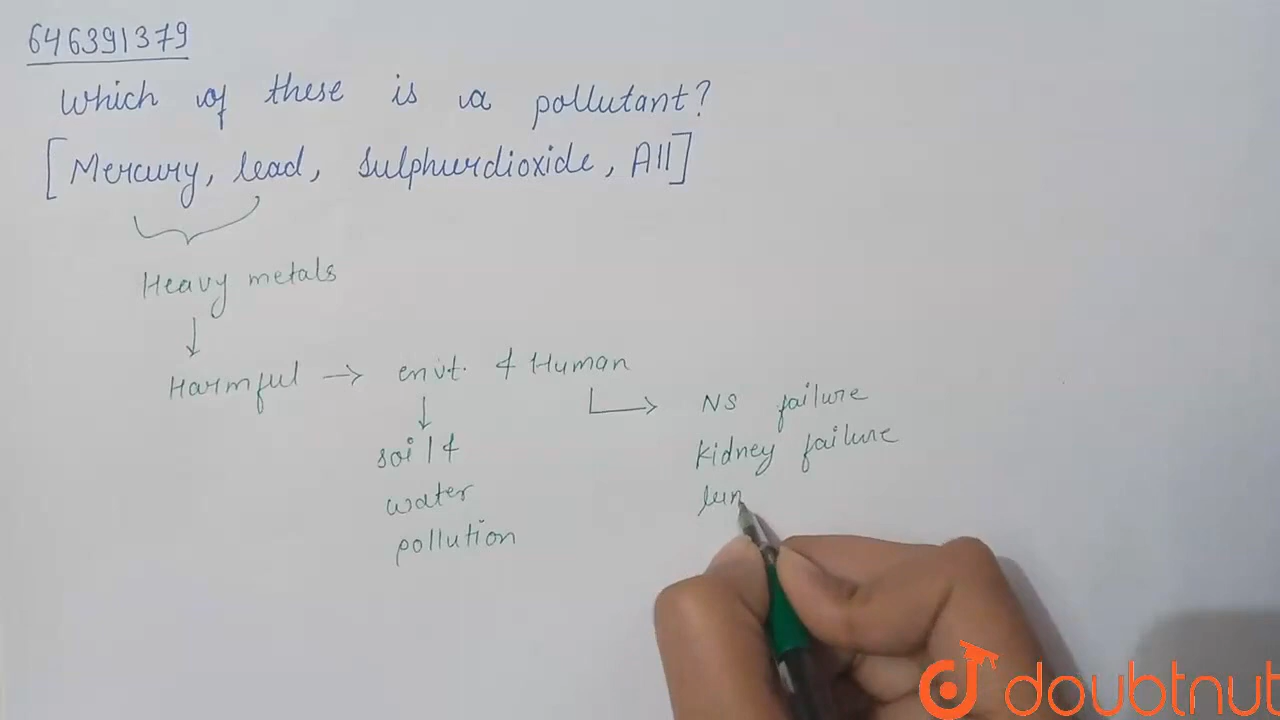 646391379
Which of these is a pollutant?
[Mercury, lead, Sulphurdioxide, All]
Heavy metals
Harmful → envt. & Human
soil &
water
pollution
NS failure
kidney failure
lun
doubtnut